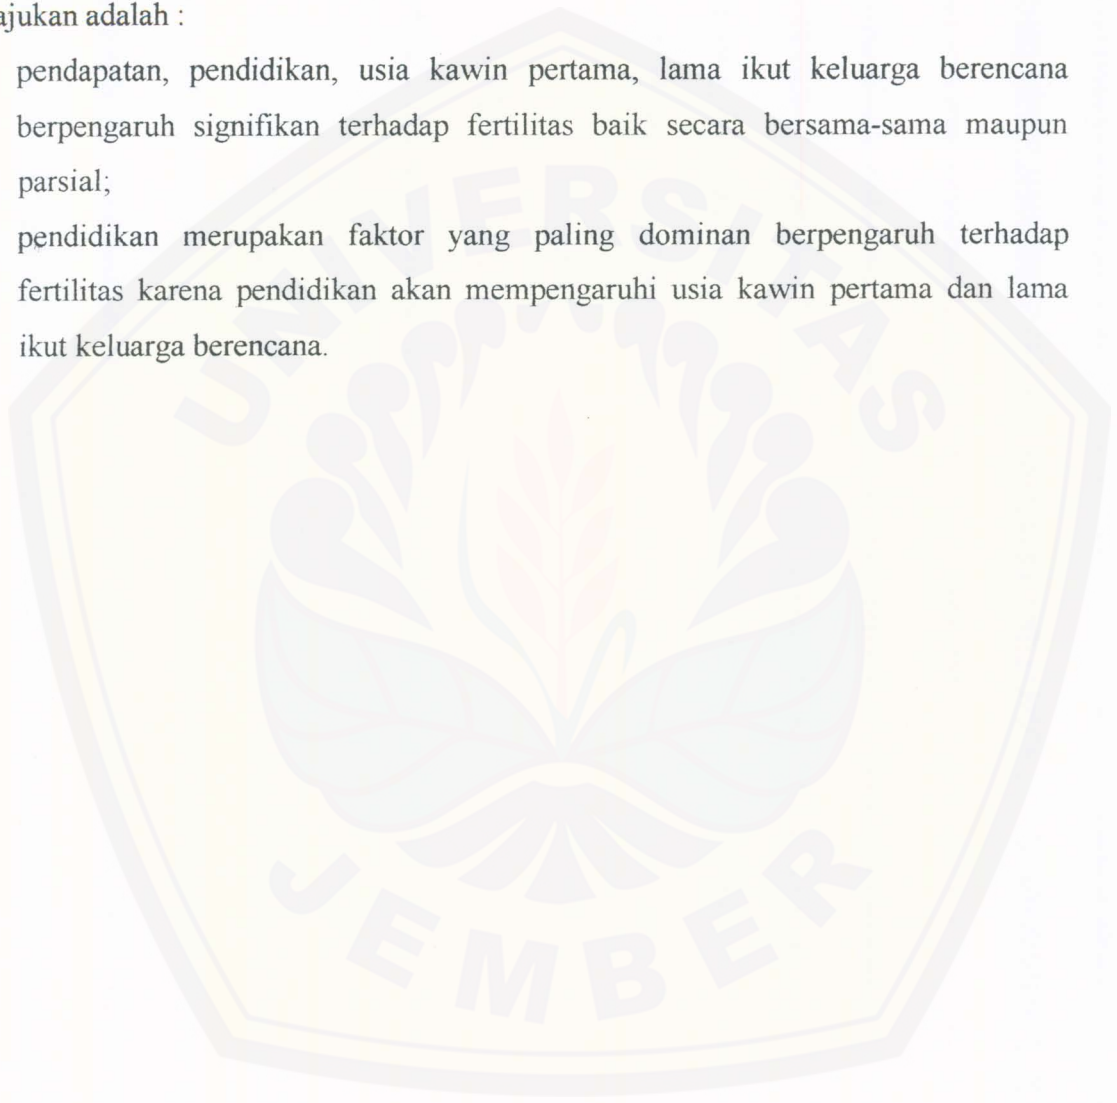 ajukan adalah :
pendapatan, pendidikan, usia kawin pertama, lama ikut keluarga berencana
berpengaruh signifikan terhadap fertilitas baik secara bersama-sama maupun
parsial;
pendidikan merupakan faktor yang paling dominan berpengaruh terhadap
fertilitas karena pendidikan akan mempengaruhi usia kawin pertama dan lama
ikut keluarga berencana.
UNIVERSITAS
JEMBER